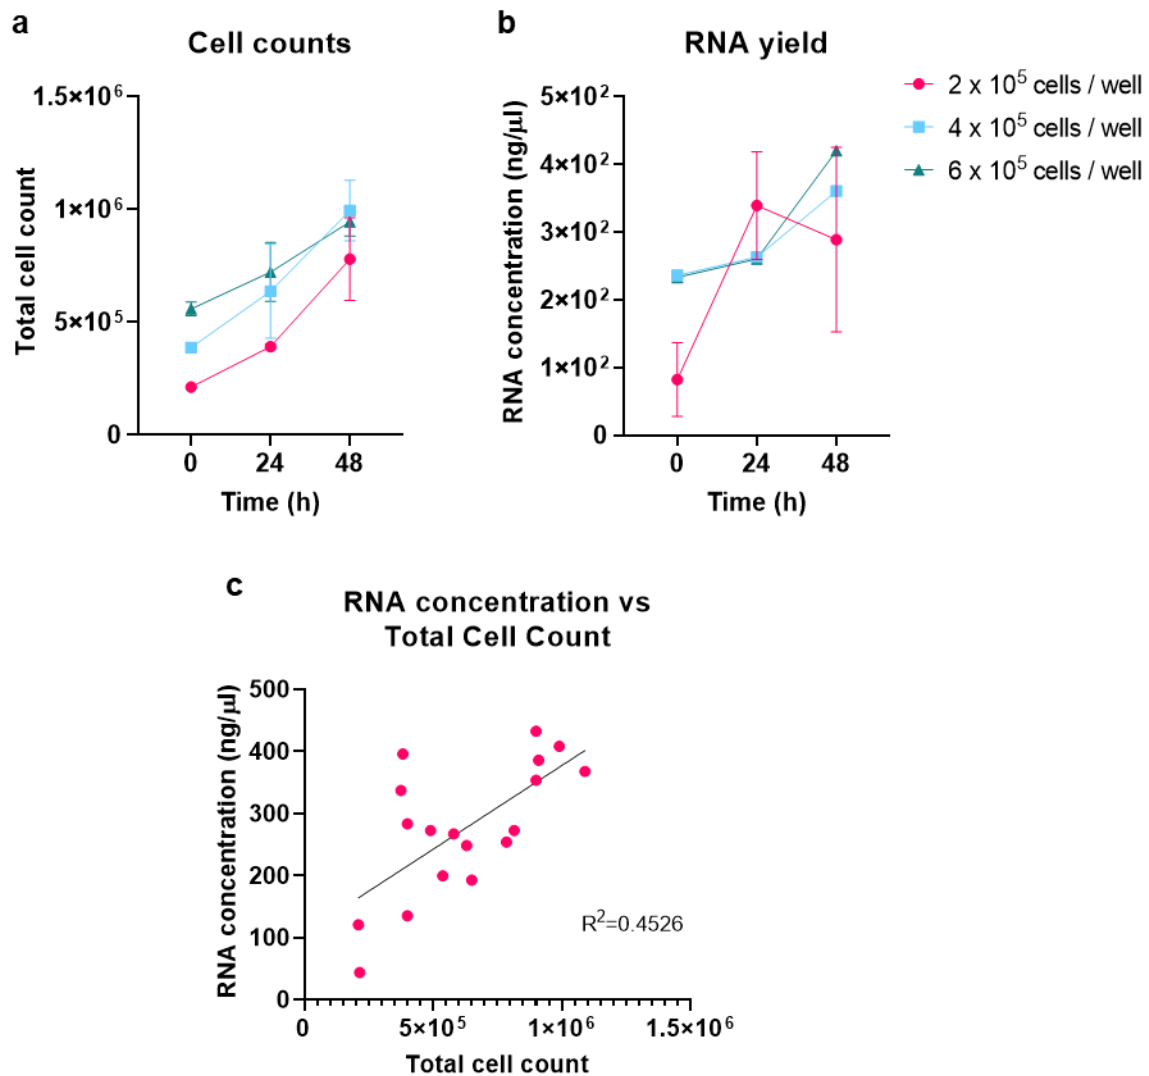 a
Cell counts
1.5×10⁶
1×10⁶
5×10⁵
0
Total cell count
0 24 48
Time (h)
b
RNA yield
5×10²
4×10²
3×10²
2×10²
1×10²
0
RNA concentration (ng/µl)
0 24 48
Time (h)
2 x 10⁵ cells / well
4 x 10⁵ cells / well
6 x 10⁵ cells / well
c
RNA concentration vs
Total Cell Count
500
400
300
200
100
0
RNA concentration (ng/µl)
R²=0.4526
0 5×10⁵ 1×10⁶ 1.5×10⁶
Total cell count